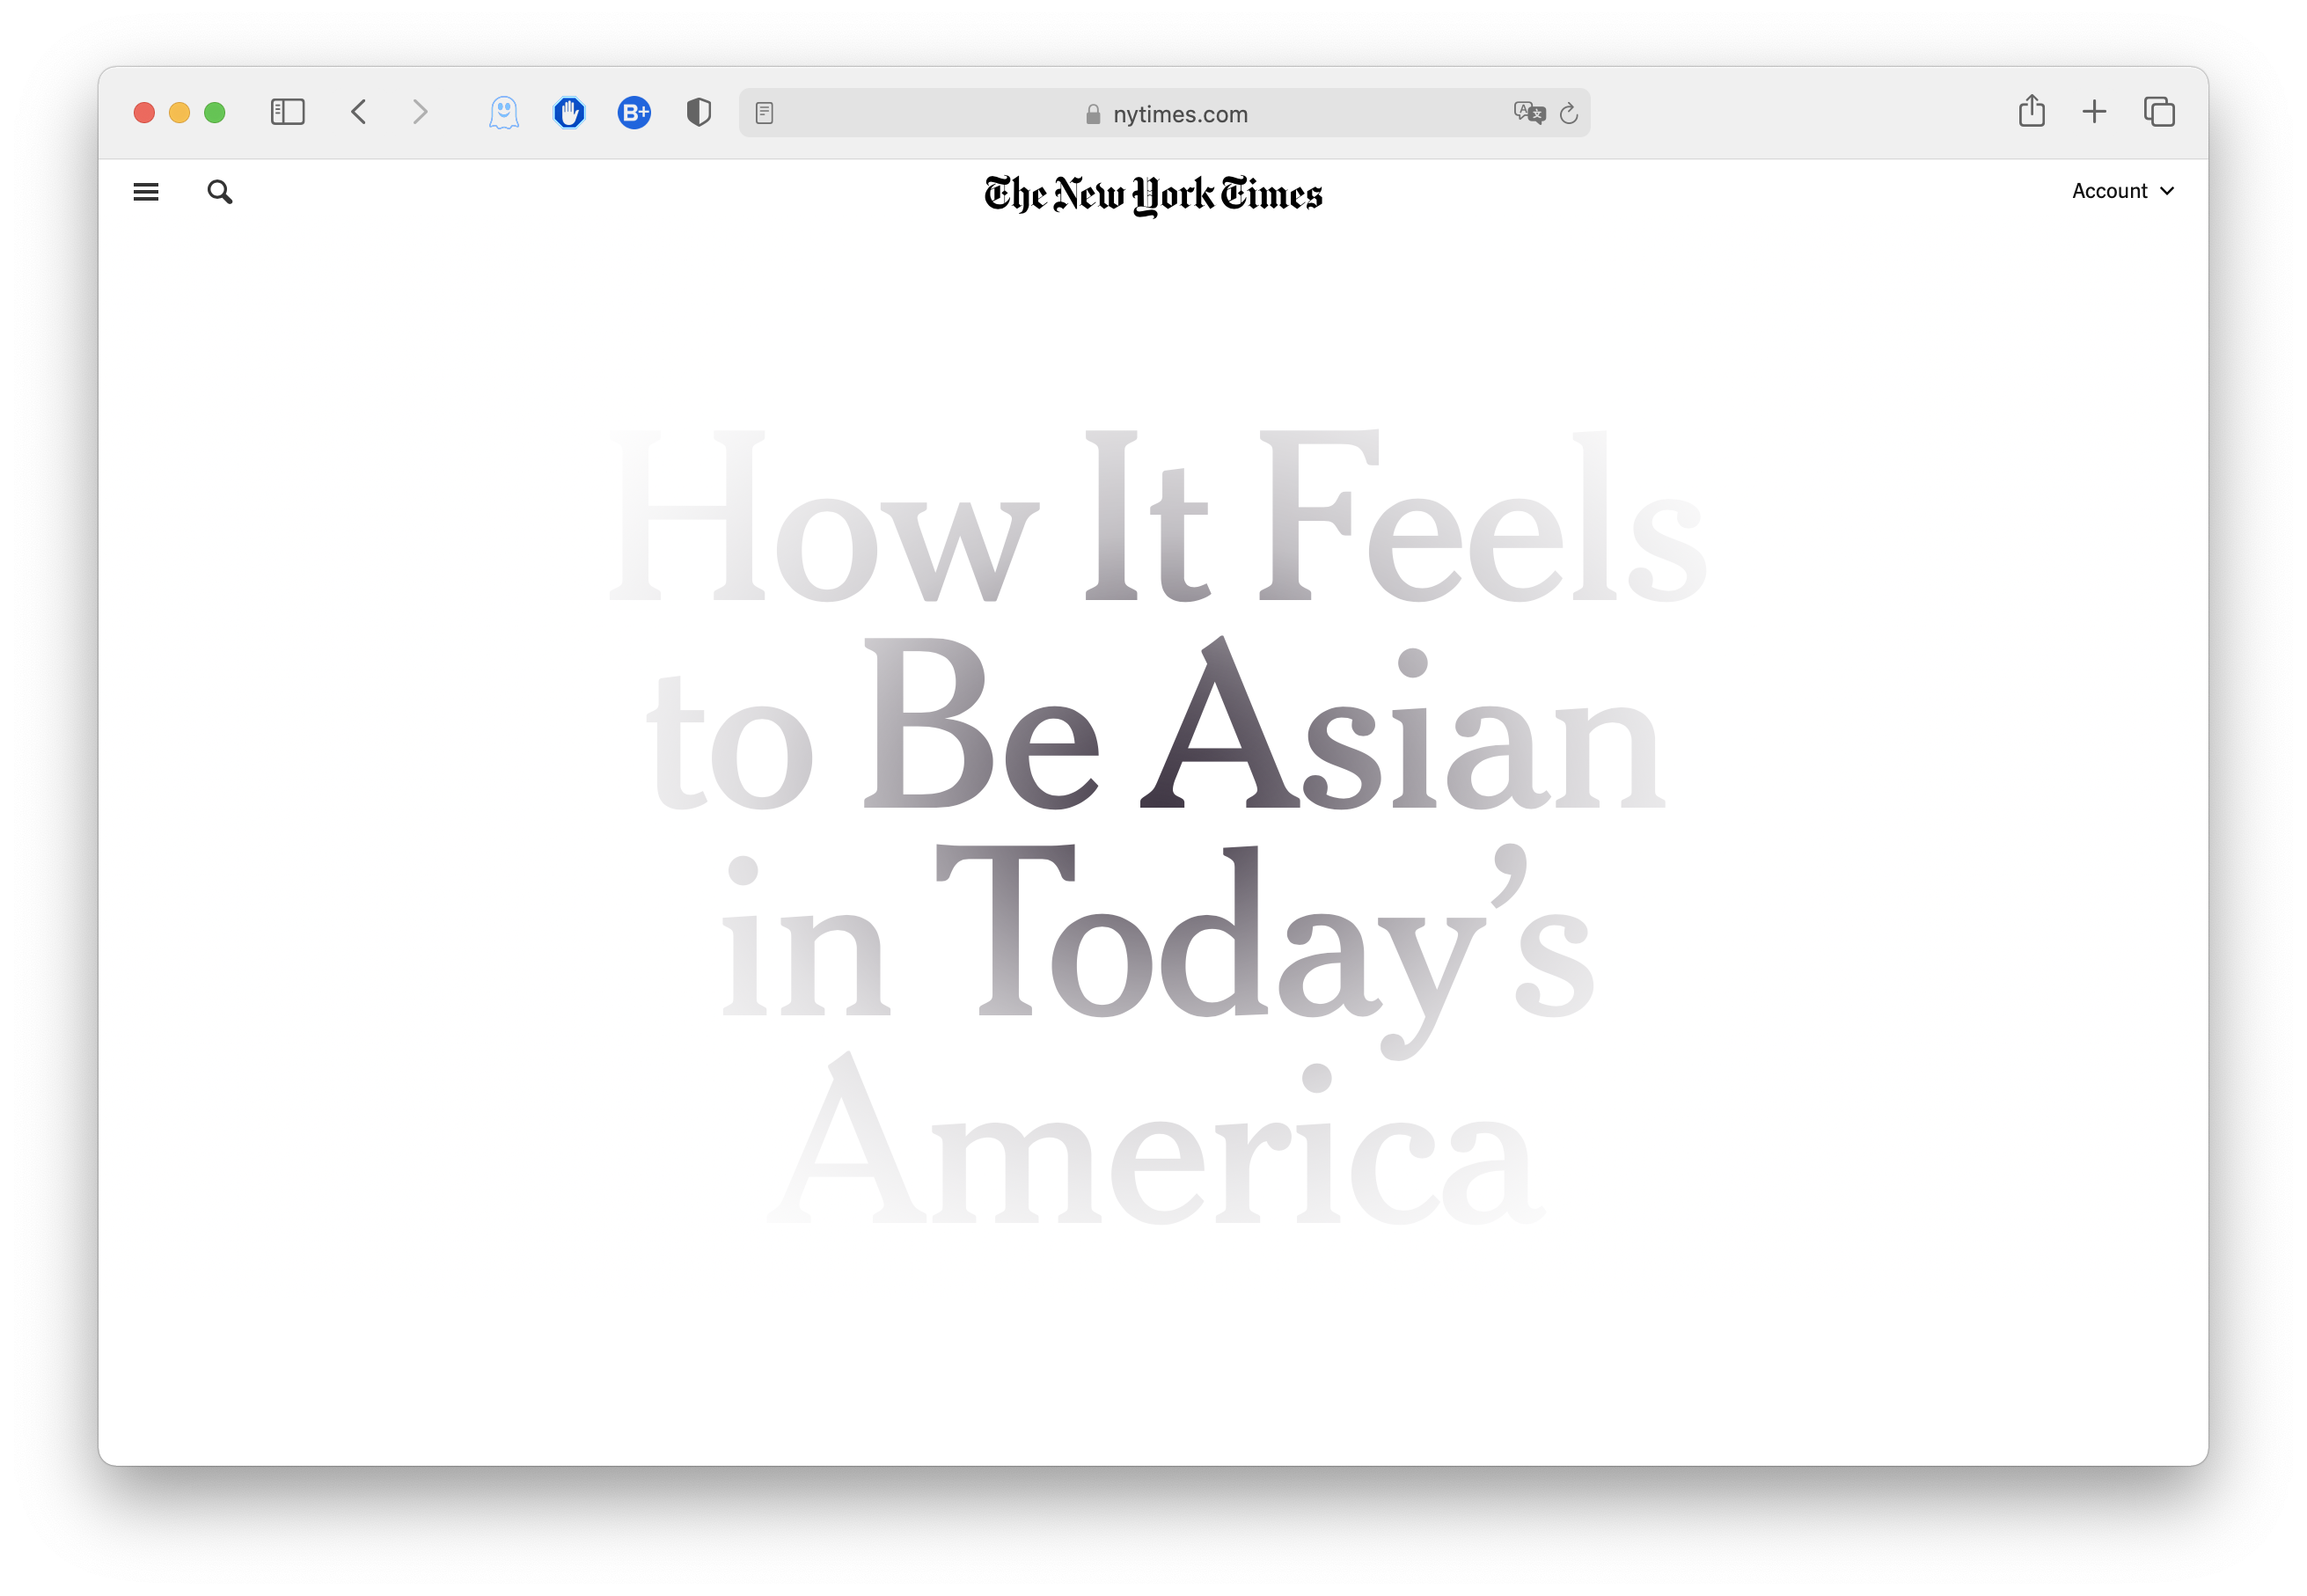 B+
nytimes.com
The New York Times
Account
How It Feels
to Be Asian
in Today’s
America